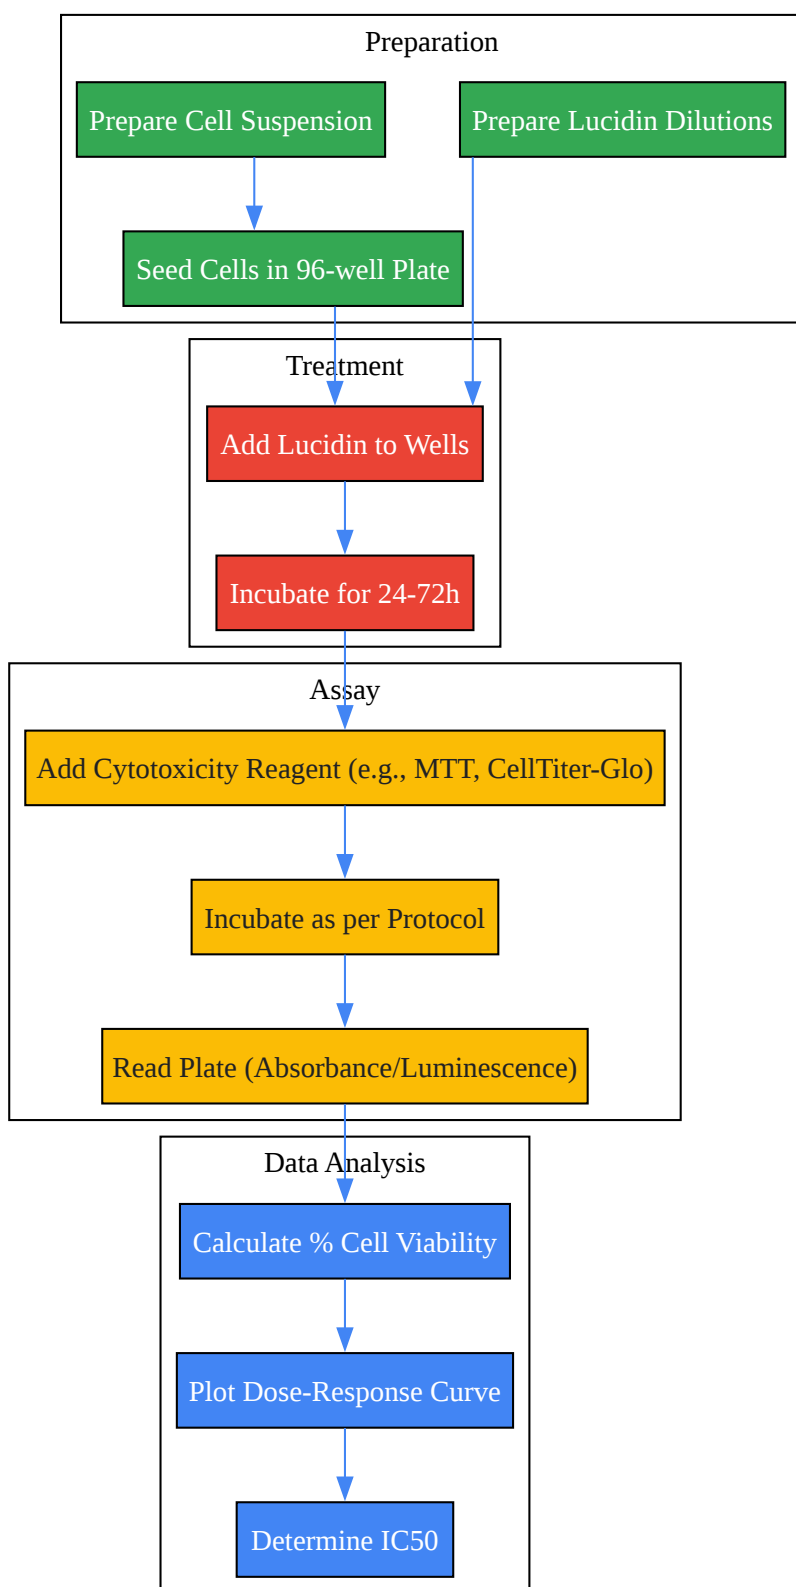 Preparation
Prepare Cell Suspension
Prepare Lucidin Dilutions
Seed Cells in 96-well Plate
Treatment
Add Lucidin to Wells
Incubate for 24-72h
Assay
Add Cytotoxicity Reagent (e.g., MTT, CellTiter-Glo)
Incubate as per Protocol
Read Plate (Absorbance/Luminescence)
Data Analysis
Calculate % Cell Viability
Plot Dose-Response Curve
Determine IC50